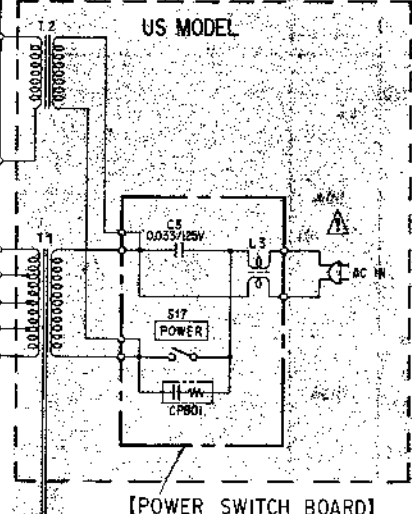 T2
US MODEL
T1
C5
0.033/125V
L3
AC IN
S17
POWER
CP801
[POWER SWITCH BOARD]